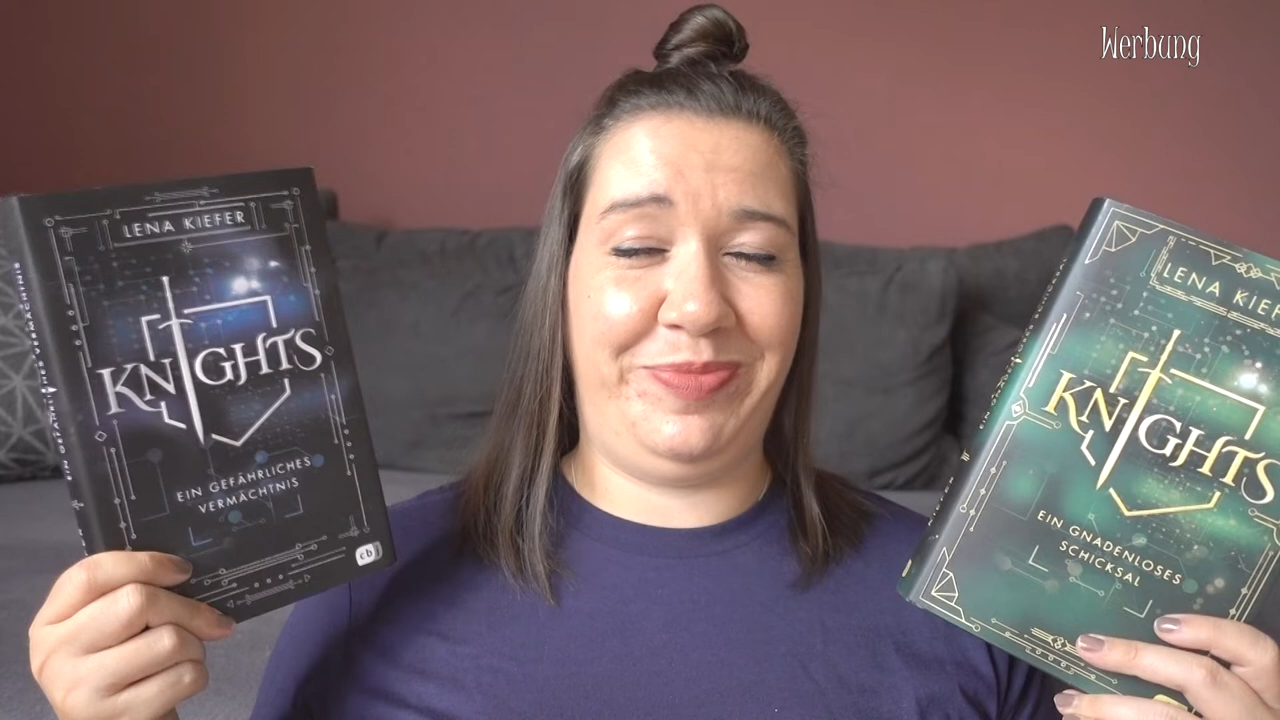 Werbung
LENA KIEFER
KNIGHTS
EIN GEFÄHRLICHES
VERMÄCHTNIS
cbj
LENA KIEF
KNIGHTS
EIN GNADENLOSES
SCHICKSAL